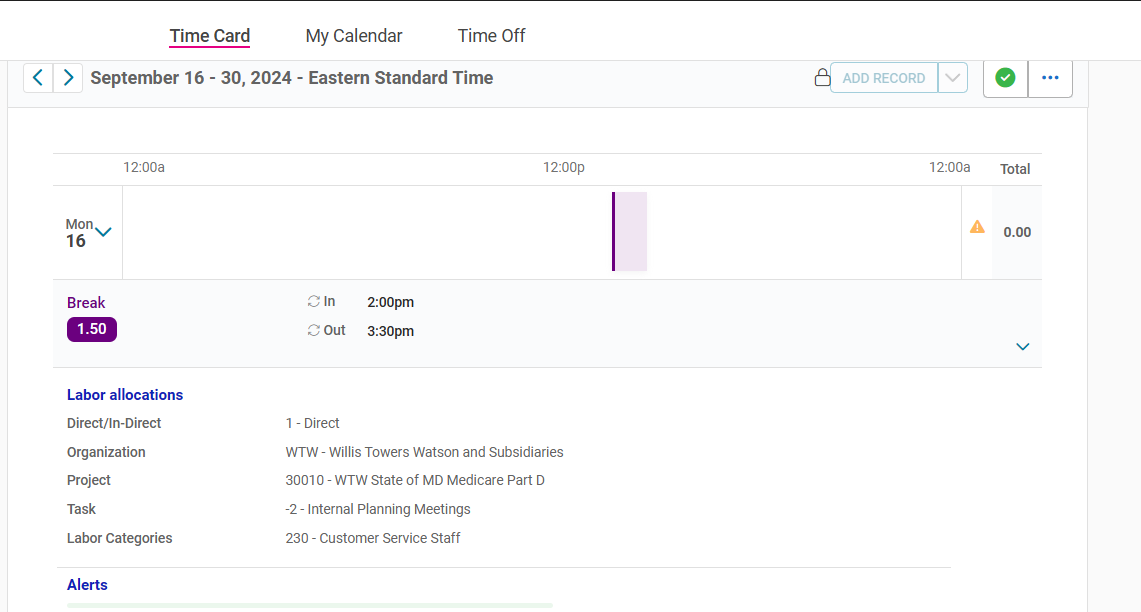 Time Card My Calendar Time Off
September 16 - 30, 2024 - Eastern Standard Time ADD RECORD
12:00a 12:00p 12:00a Total
Mon
16 0.00
Break In 2:00pm
1.50 Out 3:30pm
Labor allocations
Direct/In-Direct 1 - Direct
Organization WTW - Willis Towers Watson and Subsidiaries
Project 30010 - WTW State of MD Medicare Part D
Task -2 - Internal Planning Meetings
Labor Categories 230 - Customer Service Staff
Alerts